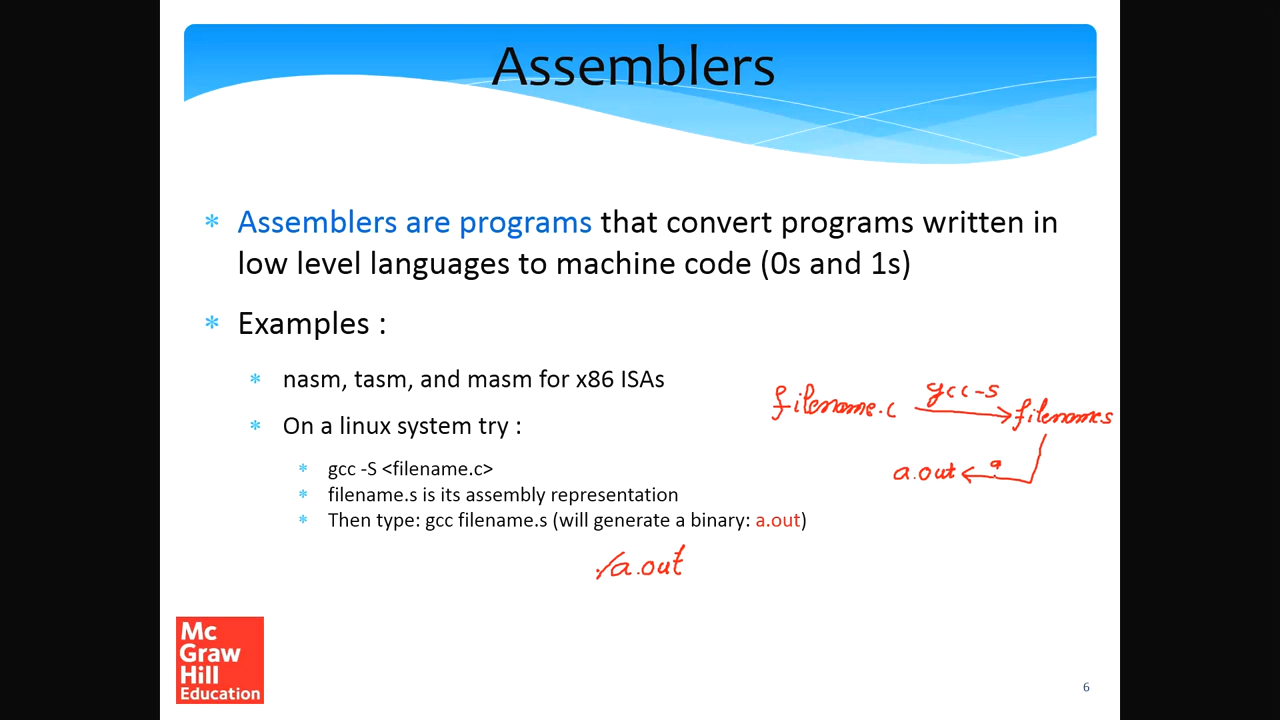 Assemblers
* Assemblers are programs that convert programs written in
low level languages to machine code (0s and 1s)
* Examples :
* nasm, tasm, and masm for x86 ISAs
* On a linux system try :
* gcc -S <filename.c>
* filename.s is its assembly representation
* Then type: gcc filename.s (will generate a binary: a.out)
filename.c gcc-S filename.s
a.out
./a.out
Mc
Graw
Hill
Education
6